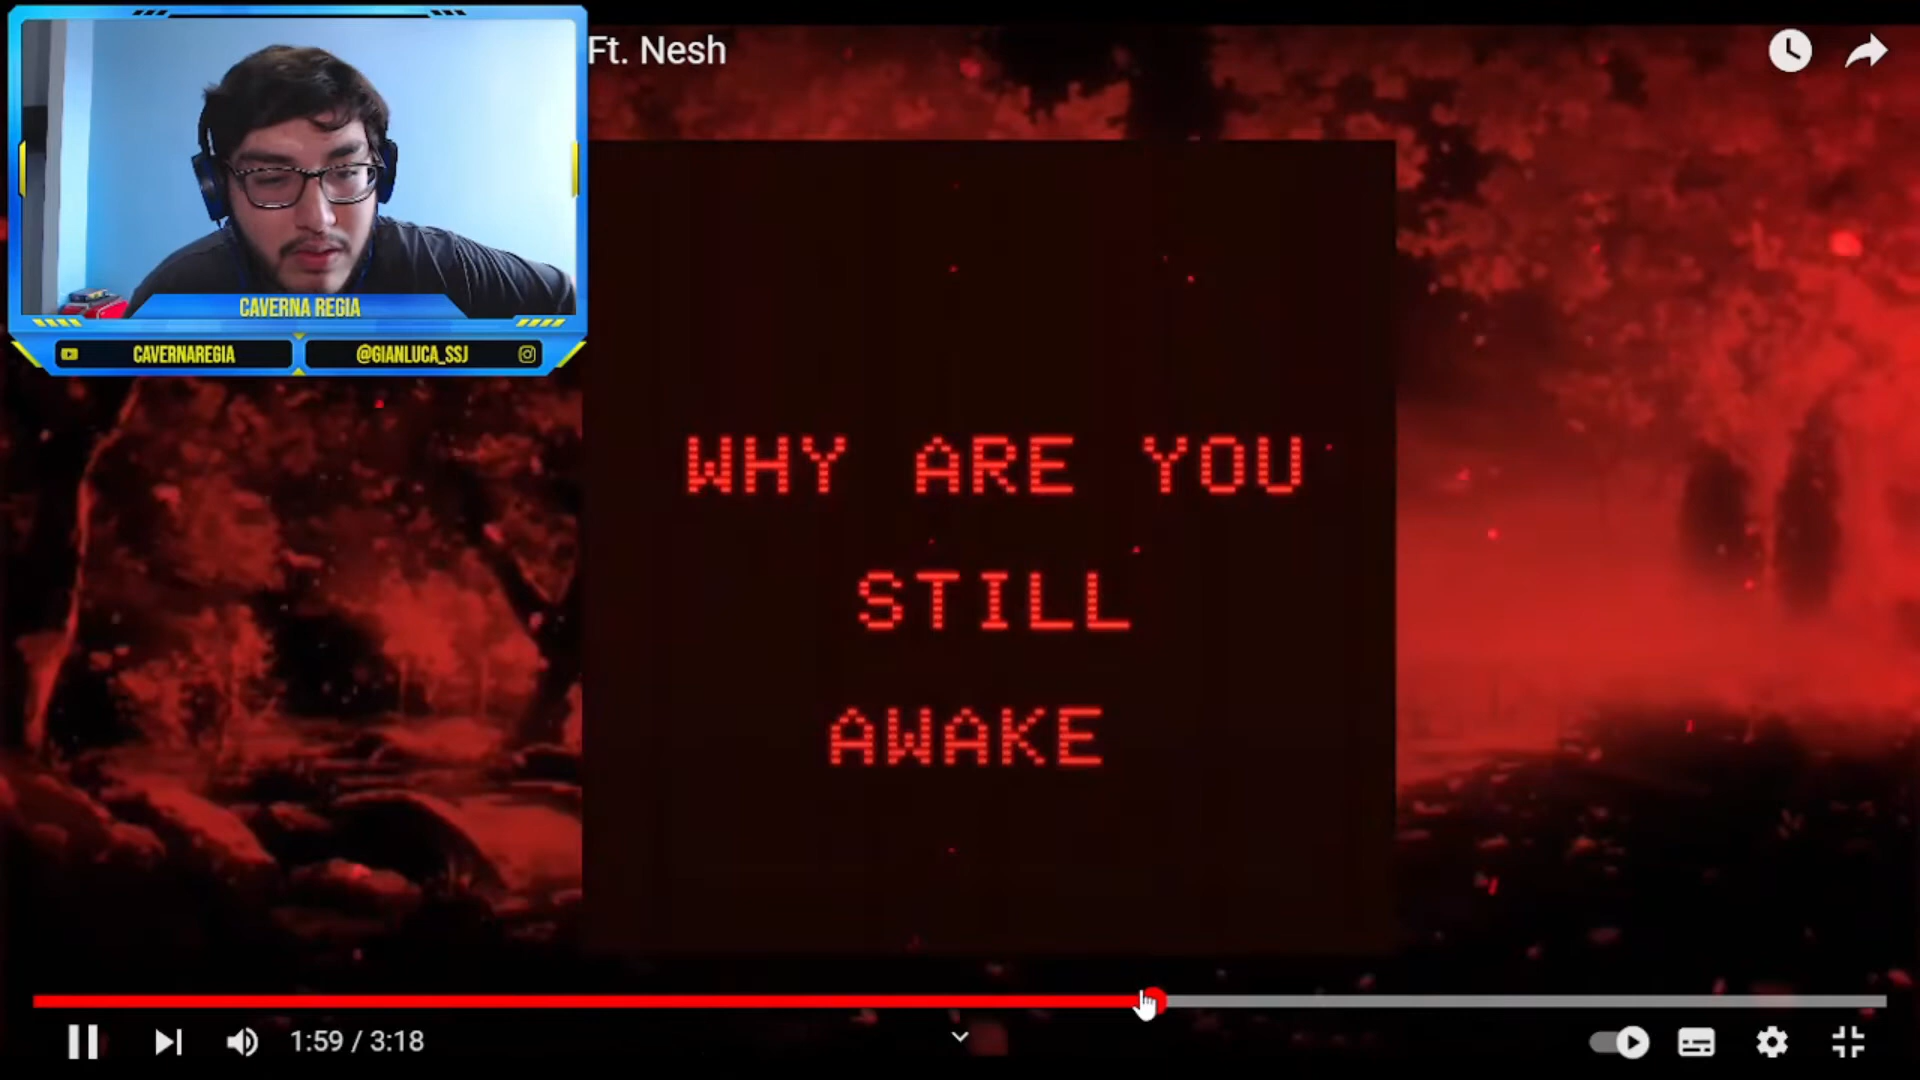 Ft. Nesh
CAVERNA REGIA
CAVERNAREGIA
@GIANLUCA_SSJ
WHY ARE YOU
STILL
AWAKE
1:59 / 3:18